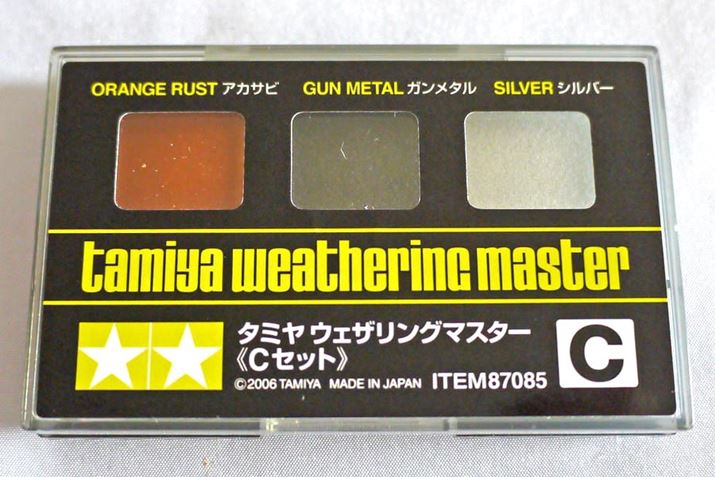 ORANGE RUST アカサビ GUN METAL ガンメタル SILVER シルバー
tamiya weathering master
タミヤ ウェザリングマスター
《Cセット》
©2006 TAMIYA MADE IN JAPAN ITEM87085
C